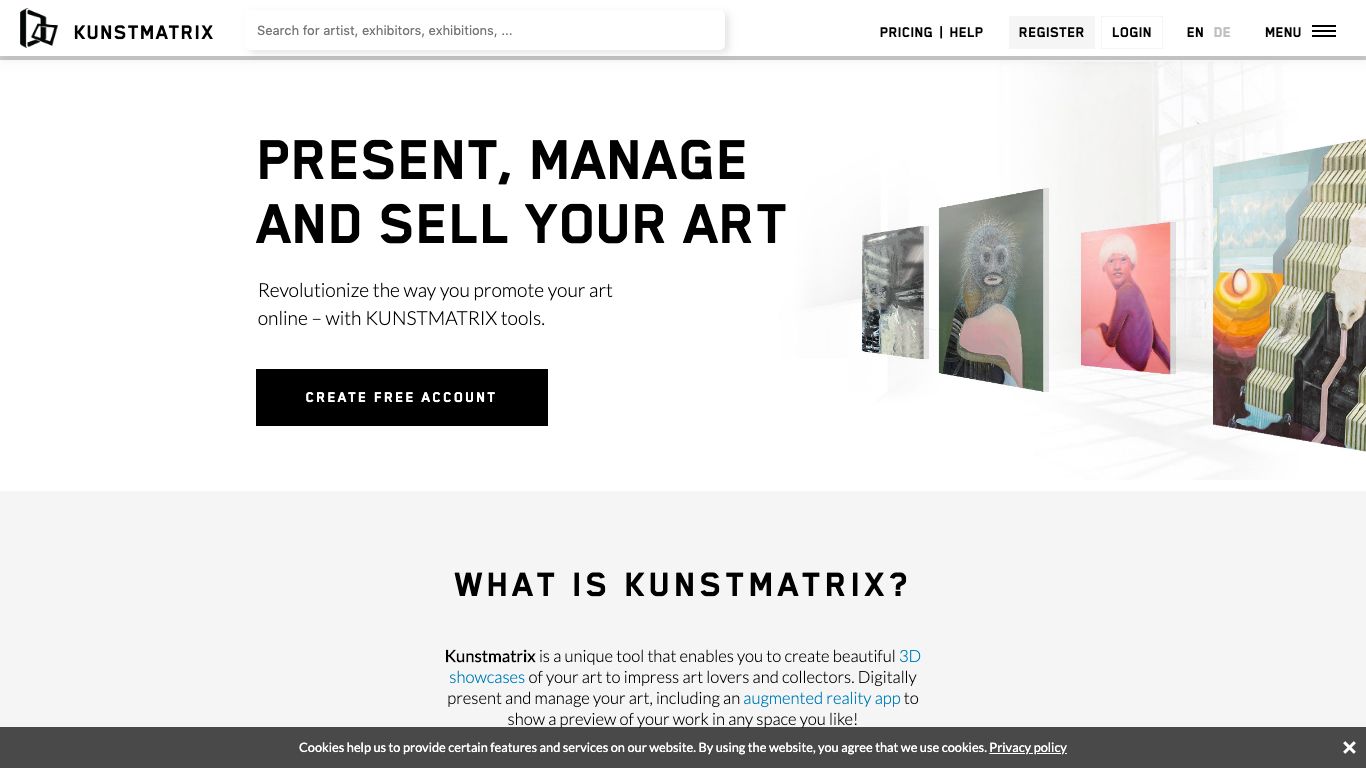 KUNSTMATRIX
Search for artist, exhibitors, exhibitions, ...
PRICING | HELP
REGISTER
LOGIN
EN DE
MENU
PRESENT, MANAGE
AND SELL YOUR ART
Revolutionize the way you promote your art
online – with KUNSTMATRIX tools.
CREATE FREE ACCOUNT
WHAT IS KUNSTMATRIX?
Kunstmatrix is a unique tool that enables you to create beautiful 3D
showcases of your art to impress art lovers and collectors. Digitally
present and manage your art, including an augmented reality app to
show a preview of your work in any space you like!
Cookies help us to provide certain features and services on our website. By using the website, you agree that we use cookies. Privacy policy